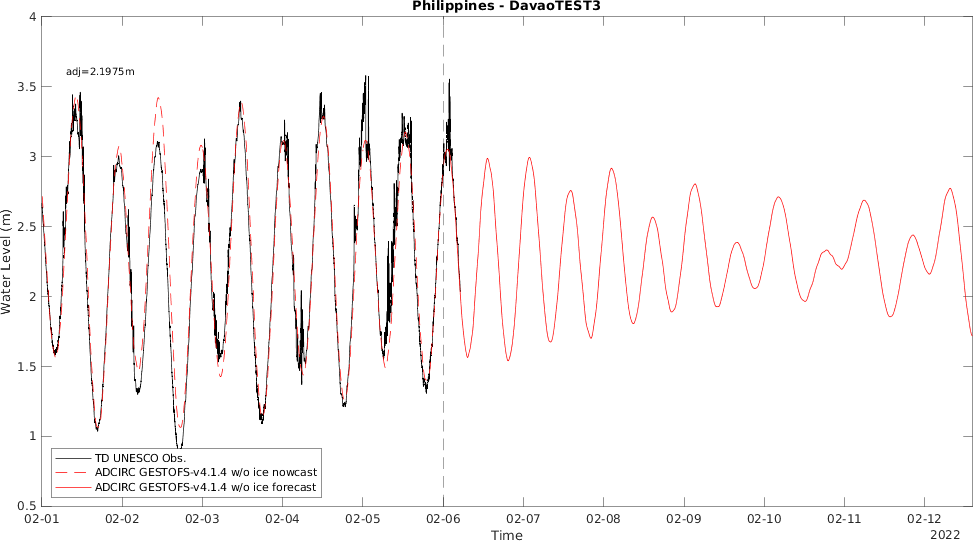 Philippines - DavaoTEST3
4
3.5
3
2.5
2
1.5
1
0.5
Water Level (m)
adj=2.1975m
TD UNESCO Obs.
ADCIRC GESTOFS-v4.1.4 w/o ice nowcast
ADCIRC GESTOFS-v4.1.4 w/o ice forecast
02-01 02-02 02-03 02-04 02-05 02-06 02-07 02-08 02-09 02-10 02-11 02-12
Time
2022